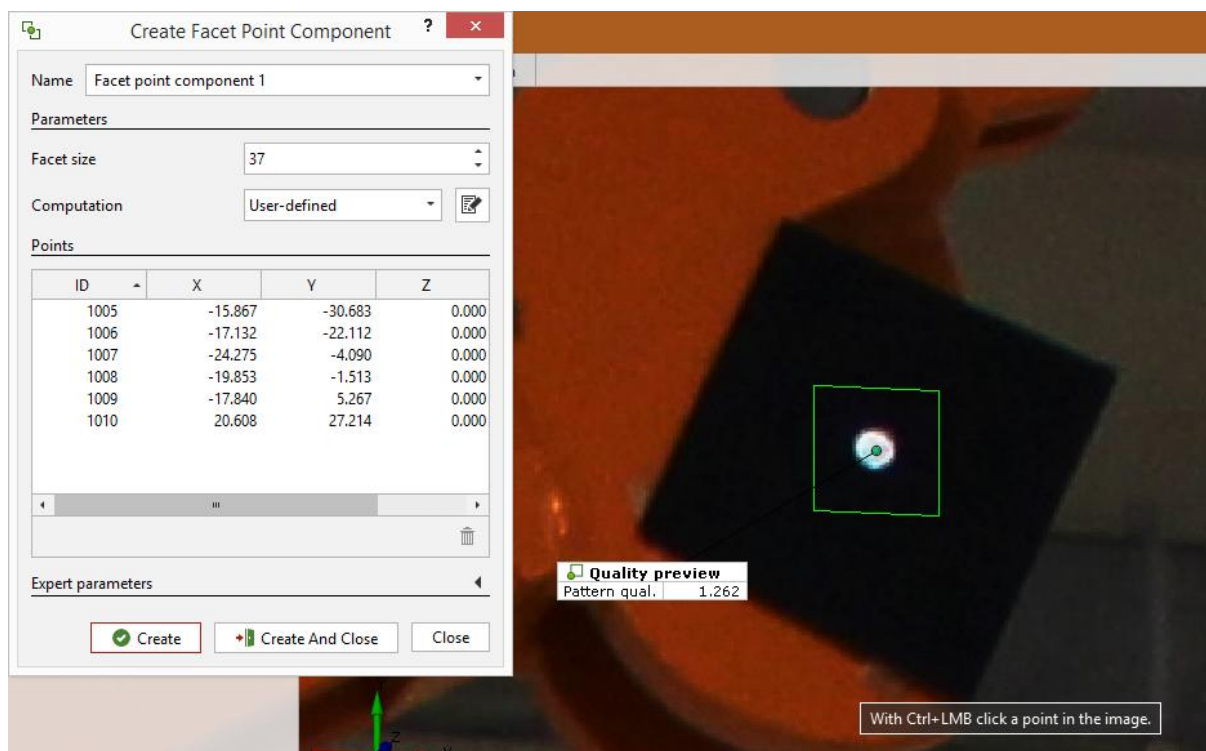 Create Facet Point Component ? ×
Name Facet point component 1
Parameters
Facet size 37
Computation User-defined
Points
ID X Y Z
1005 -15.867 -30.683 0.000
1006 -17.132 -22.112 0.000
1007 -24.275 -4.090 0.000
1008 -19.853 -1.513 0.000
1009 -17.840 5.267 0.000
1010 20.608 27.214 0.000
Expert parameters
Create Create And Close Close
Quality preview
Pattern qual. 1.262
With Ctrl+LMB click a point in the image.
Z